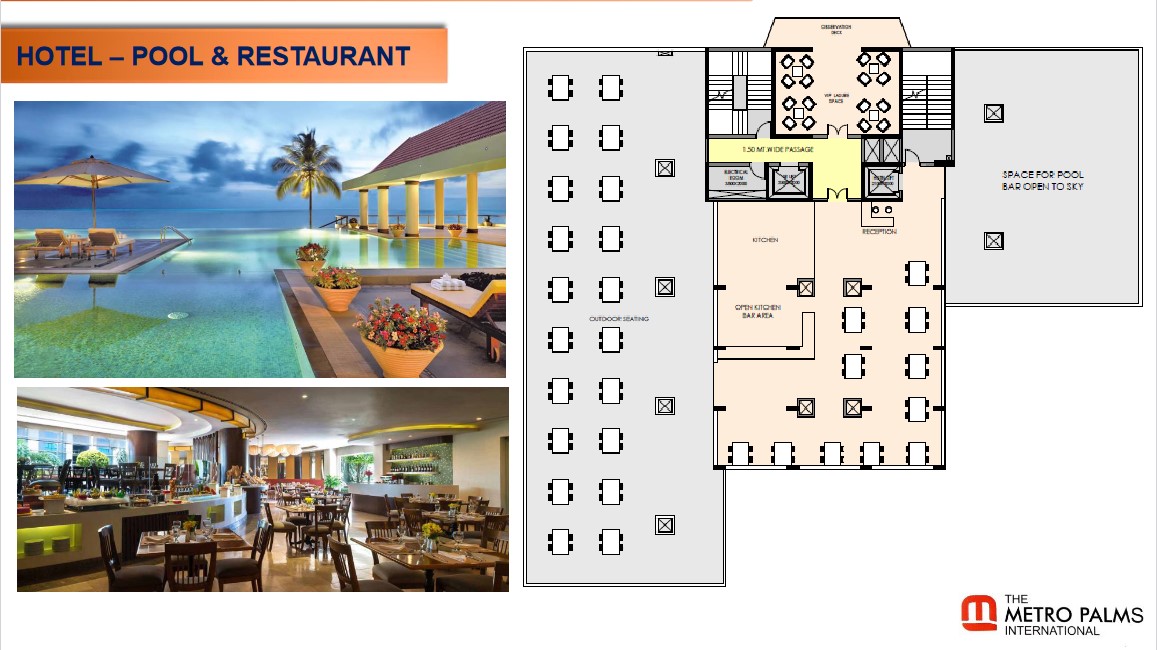 HOTEL – POOL & RESTAURANT
OBSERVATION
DECK
VIP LAQURE
SPACE
1.50 MT.WIDE PASSAGE
ELECTRICAL
ROOM
SPACE FOR POOL
BAR OPEN TO SKY
RECEPTION
KITCHEN
OPEN KITCHEN
BAR AREA
OUTDOOR SEATING
THE
METRO PALMS
INTERNATIONAL